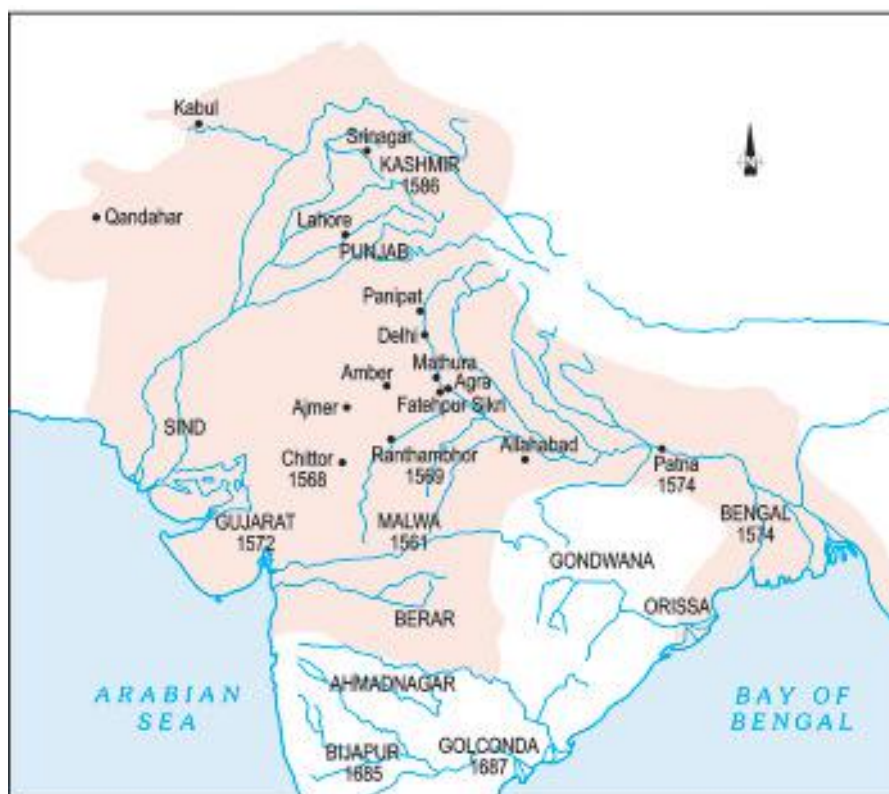 Kabul
Srinagar
KASHMIR
1586
Qandahar
Lahore
PUNJAB
N
Panipat
Delhi
Mathura
Agra
Amber
Fatehpur Sikri
Ajmer
SIND
Ranthambhor
1569
Allahabad
Chittor
1568
Patna
1574
GUJARAT
1572
MALWA
1561
BENGAL
1574
GONDWANA
ORISSA
BERAR
ARABIAN
SEA
AHMADNAGAR
BAY OF
BENGAL
BIJAPUR
1685
GOLCONDA
1687